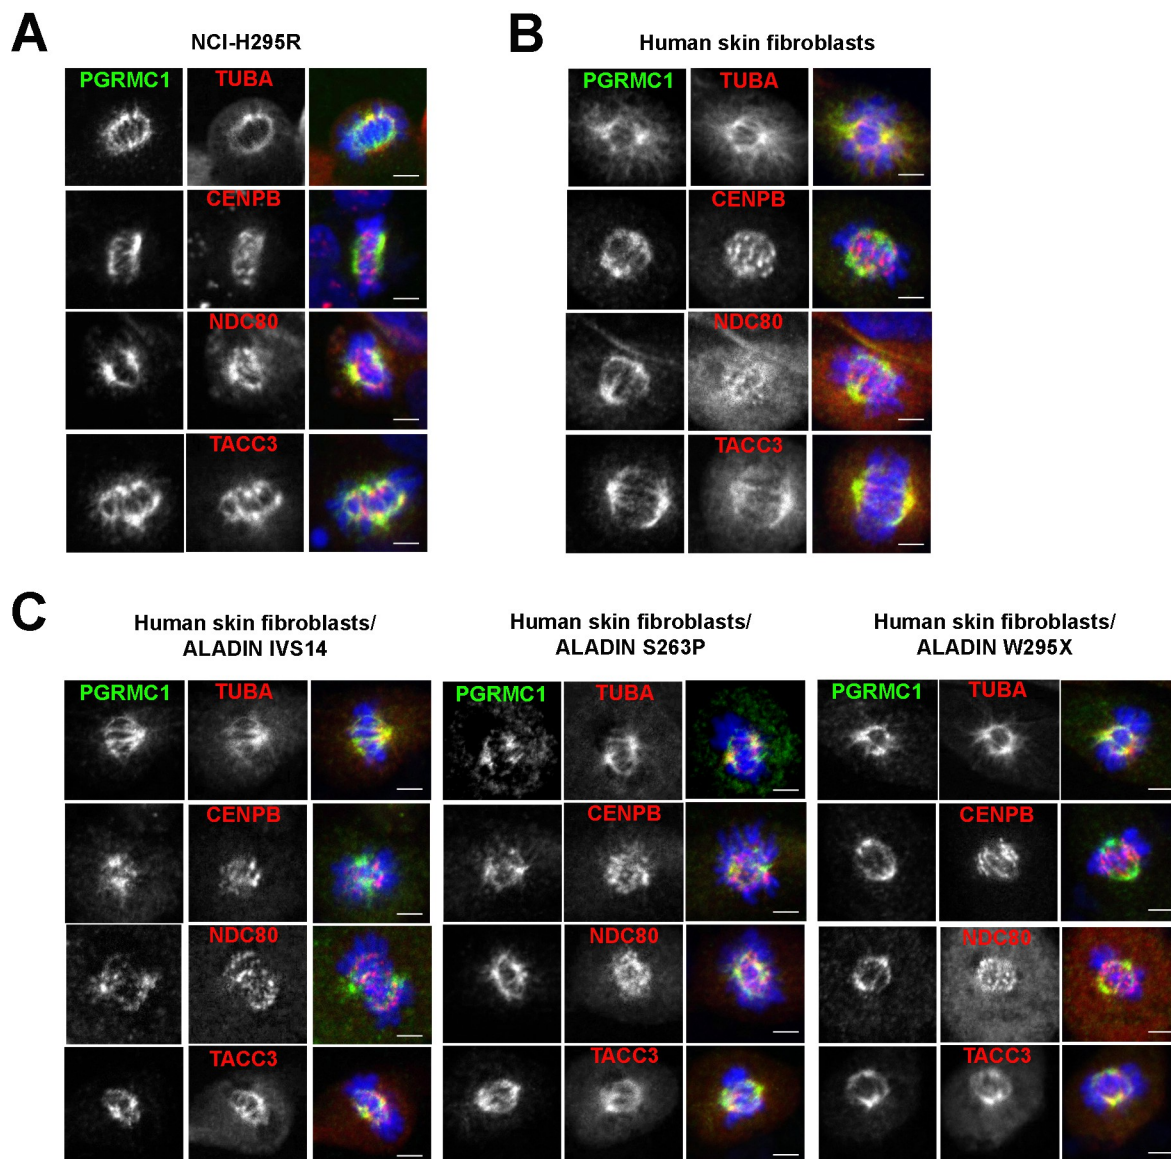 A
NCI-H295R
PGRMC1 TUBA
CENPB
NDC80
TACC3
B
Human skin fibroblasts
PGRMC1 TUBA
CENPB
NDC80
TACC3
C
Human skin fibroblasts/
ALADIN IVS14
PGRMC1 TUBA
CENPB
NDC80
TACC3
Human skin fibroblasts/
ALADIN S263P
PGRMC1 TUBA
CENPB
NDC80
TACC3
Human skin fibroblasts/
ALADIN W295X
PGRMC1 TUBA
CENPB
NDC80
TACC3